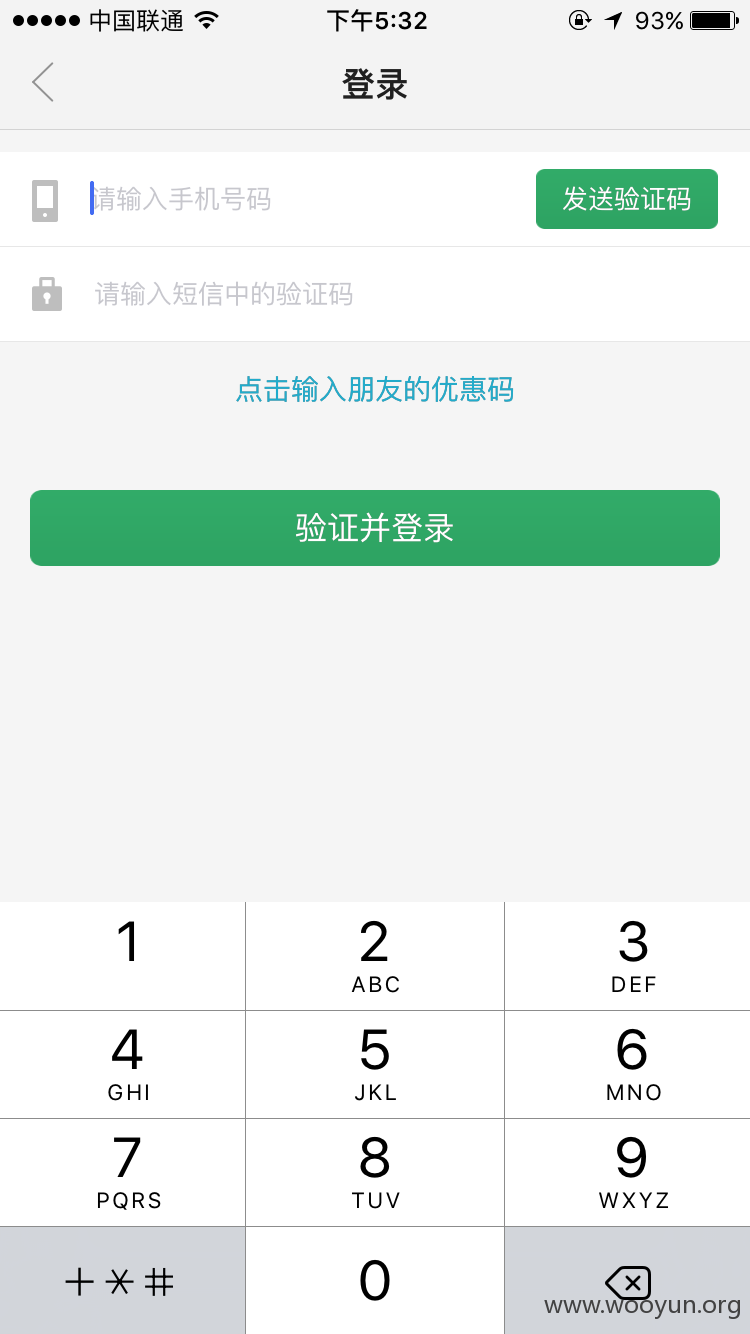 中国联通 下午5:32 93%
登录
请输入手机号码 发送验证码
请输入短信中的验证码
点击输入朋友的优惠码
验证并登录
1 2 3
ABC DEF
4 5 6
GHI JKL MNO
7 8 9
PQRS TUV WXYZ
+*# 0
www.wooyun.org